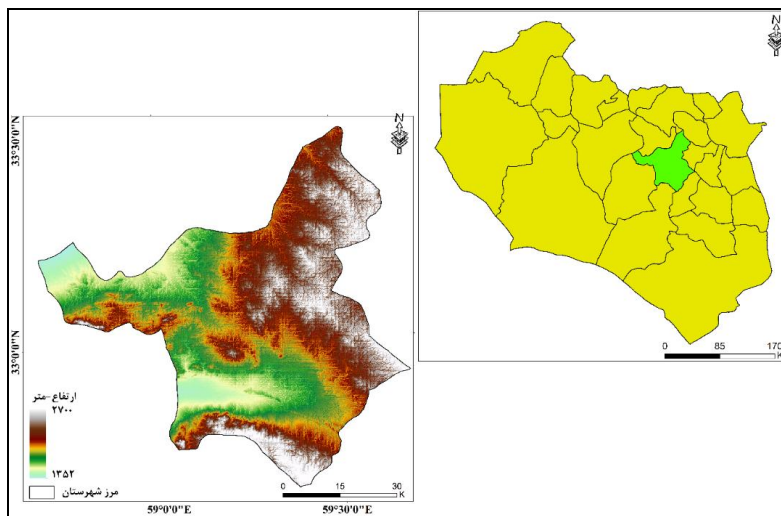 N
33°30'0"N
33°0'0"N
ارتفاع-متر
۲۷۰۰
۱۳۵۲
مرز شهرستان
0 15 30
K
59°0'0"E
59°30'0"E
N
0 85 170
K